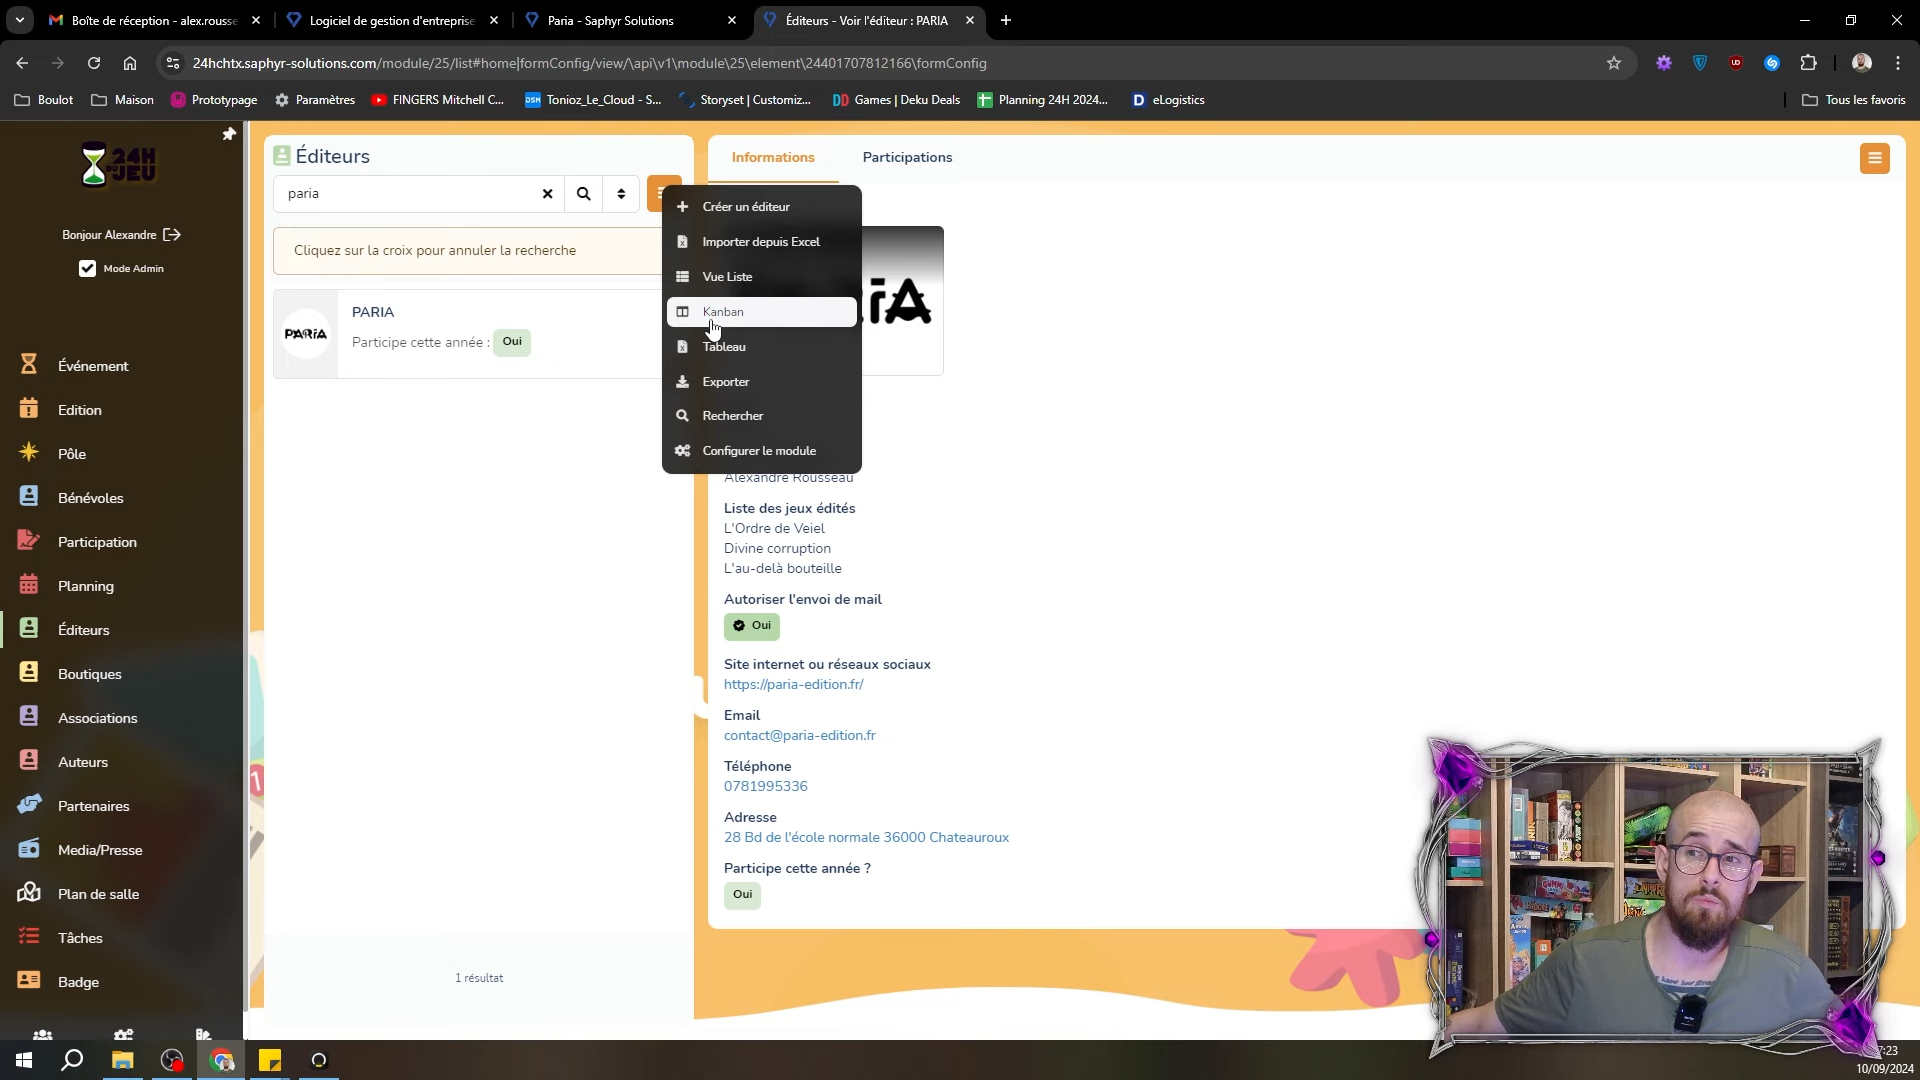 Boîte de réception - alex.rousse
Logiciel de gestion d'entreprise
Paria - Saphyr Solutions
Éditeurs - Voir l'éditeur : PARIA
24hchtx.saphyr-solutions.com/module/25/list#home|formConfig/view/\api\v1\module\25\element\24401707812166\formConfig
Boulot
Maison
Prototypage
Paramètres
FINGERS Mitchell C...
Tonioz_Le_Cloud - S...
Storyset | Customiz...
Games | Deku Deals
Planning 24H 2024...
eLogistics
Tous les favoris
24H
DU JEU
Bonjour Alexandre
Mode Admin
Événement
Edition
Pôle
Bénévoles
Participation
Planning
Éditeurs
Boutiques
Associations
Auteurs
Partenaires
Media/Presse
Plan de salle
Tâches
Badge
Éditeurs
paria
Cliquez sur la croix pour annuler la recherche
PARIA
PARIA
Participe cette année : Oui
1 résultat
Créer un éditeur
Importer depuis Excel
Vue Liste
Kanban
Tableau
Exporter
Rechercher
Configurer le module
Informations
Participations
Alexandre Rousseau
Liste des jeux édités
L'Ordre de Veiel
Divine corruption
L'au-delà bouteille
Autoriser l'envoi de mail
Oui
Site internet ou réseaux sociaux
https://paria-edition.fr/
Email
contact@paria-edition.fr
Téléphone
0781995336
Adresse
28 Bd de l'école normale 36000 Chateauroux
Participe cette année ?
Oui
10/09/2024